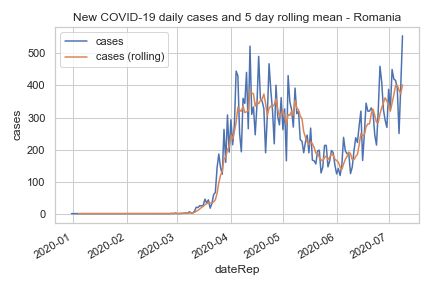 New COVID-19 daily cases and 5 day rolling mean - Romania
cases
cases (rolling)
500
400
300
200
100
0
cases
2020-01
2020-02
2020-03
2020-04
2020-05
2020-06
2020-07
dateRep